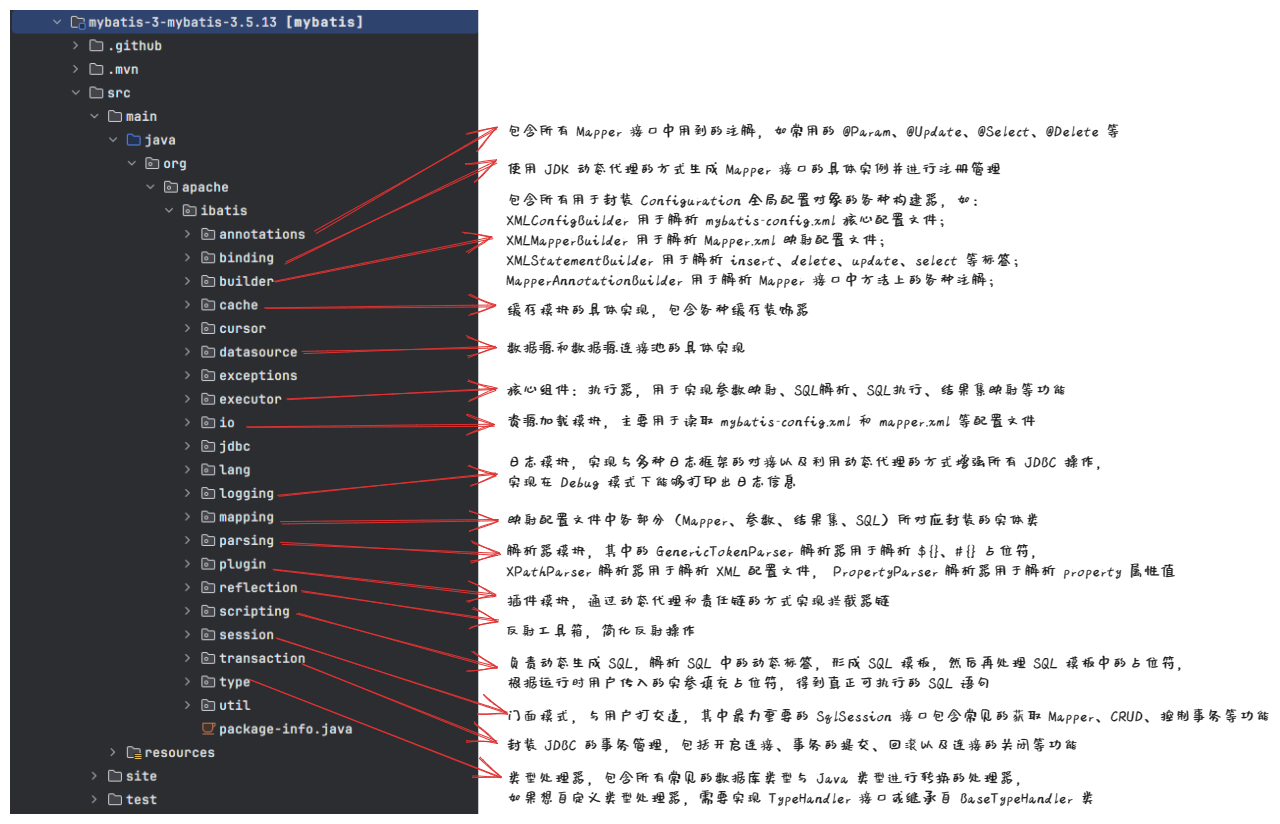 mybatis-3-mybatis-3.5.13 [mybatis]
.github
.mvn
src
main
java
org
apache
ibatis
annotations
binding
builder
cache
cursor
datasource
exceptions
executor
io
jdbc
lang
logging
mapping
parsing
plugin
reflection
scripting
session
transaction
type
util
package-info.java
resources
site
test
包含所有 Mapper 接口中用到的注解，如常用的 @Param、@Update、@Select、@Delete 等
使用 JDK 动态代理的方式生成 Mapper 接口的具体实例并进行注册管理
包含所有用于封装 Configuration 全局配置对象的各种构建器，如：
XMLConfigBuilder 用于解析 mybatis-config.xml 核心配置文件；
XMLMapperBuilder 用于解析 Mapper.xml 映射配置文件；
XMLStatementBuilder 用于解析 insert、delete、update、select 等标签；
MapperAnnotationBuilder 用于解析 Mapper 接口中方法上的各种注解；
缓存模块的具体实现，包含各种缓存装饰器
数据源和数据源连接池的具体实现
核心组件：执行器，用于实现参数映射、SQL解析、SQL执行、结果集映射等功能
资源加载模块，主要用于读取 mybatis-config.xml 和 mapper.xml 等配置文件
日志模块，实现与多种日志框架的对接以及利用动态代理的方式增强所有 JDBC 操作，
实现在 Debug 模式下能够打印出日志信息
映射配置文件中各部分（Mapper、参数、结果集、SQL）所对应封装的实体类
解析器模块，其中的 GenericTokenParser 解析器用于解析 ${}、#{} 占位符，
XPathParser 解析器用于解析 XML 配置文件， PropertyParser 解析器用于解析 property 属性值
插件模块，通过动态代理和责任链的方式实现拦截器链
反射工具箱，简化反射操作
负责动态生成 SQL，解析 SQL 中的动态标签，形成 SQL 模板，然后再处理 SQL 模板中的占位符，
根据运行时用户传入的实参填充占位符，得到真正可执行的 SQL 语句
门面模式，与用户打交道，其中最为重要的 SqlSession 接口包含常见的获取 Mapper、CRUD、控制事务等功能
封装 JDBC 的事务管理，包括开启连接、事务的提交、回滚以及连接的关闭等功能
类型处理器，包含所有常见的数据库类型与 Java 类型进行转换的处理器，
如果想自定义类型处理器，需要实现 TypeHandler 接口或继承自 BaseTypeHandler 类